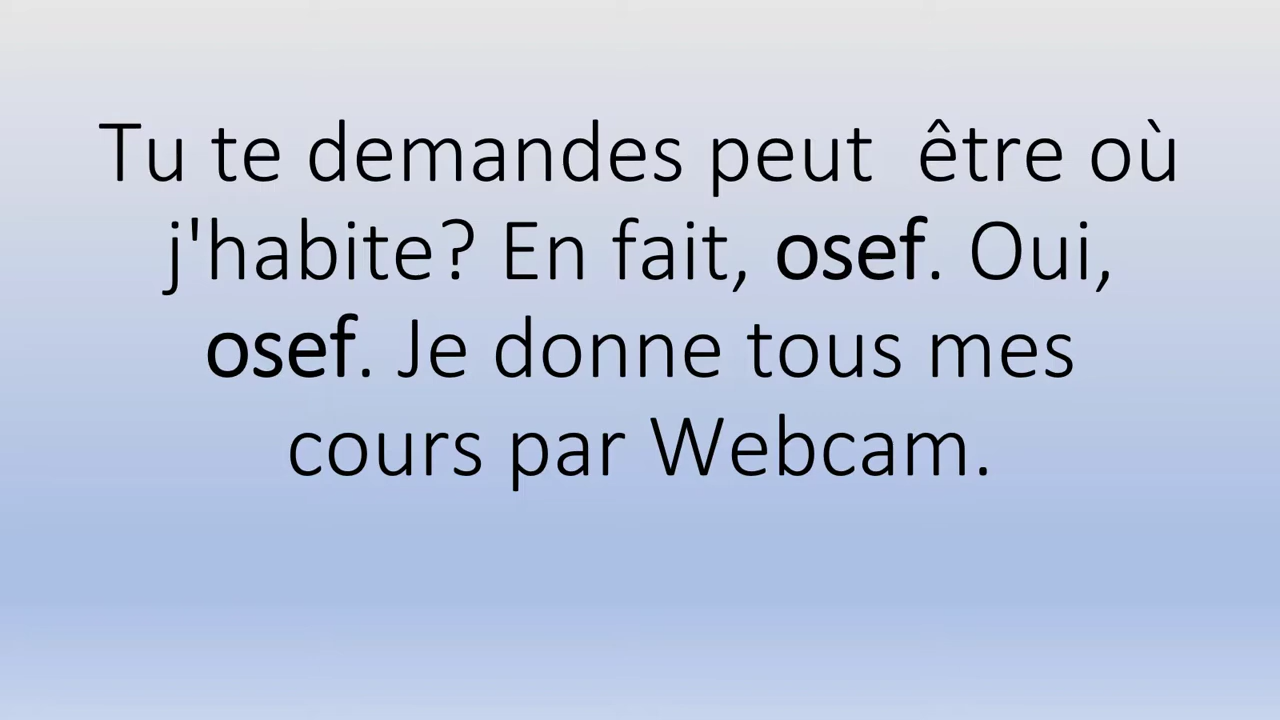 Tu te demandes peut  être où
j'habite? En fait, osef. Oui,
osef. Je donne tous mes
cours par Webcam.